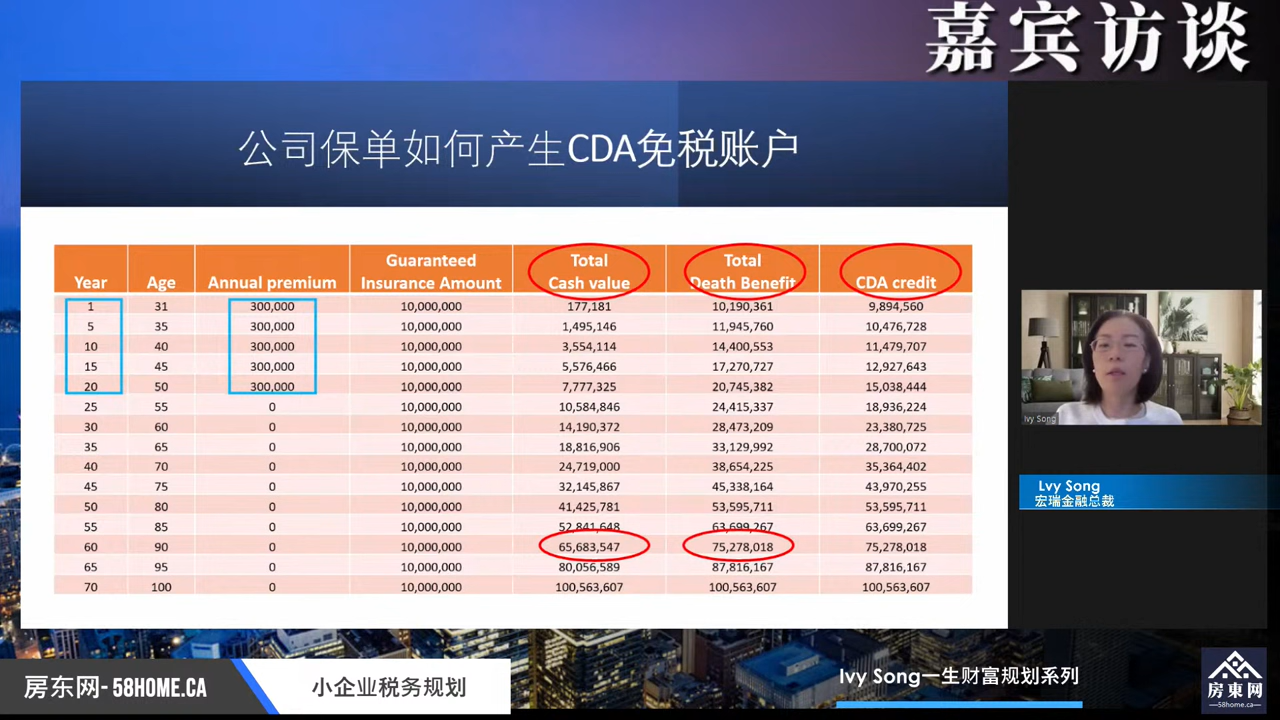 嘉宾访谈
公司保单如何产生CDA免税账户
Year Age Annual premium Guaranteed Insurance Amount Total Cash value Total Death Benefit CDA credit
1 31 300,000 10,000,000 177,181 10,190,361 9,894,560
5 35 300,000 10,000,000 1,495,146 11,945,760 10,476,728
10 40 300,000 10,000,000 3,554,114 14,400,553 11,479,707
15 45 300,000 10,000,000 5,576,466 17,270,727 12,927,643
20 50 300,000 10,000,000 7,777,325 20,745,382 15,038,444
25 55 0 10,000,000 10,584,846 24,415,337 18,936,224
30 60 0 10,000,000 14,190,372 28,473,209 23,380,725
35 65 0 10,000,000 18,816,906 33,129,992 28,700,072
40 70 0 10,000,000 24,719,000 38,654,225 35,364,402
45 75 0 10,000,000 32,145,867 45,338,164 43,970,255
50 80 0 10,000,000 41,425,781 53,595,711 53,595,711
55 85 0 10,000,000 52,841,648 63,699,267 63,699,267
60 90 0 10,000,000 65,683,547 75,278,018 75,278,018
65 95 0 10,000,000 80,056,589 87,816,167 87,816,167
70 100 0 10,000,000 100,563,607 100,563,607 100,563,607
Ivy Song
Lvy Song
宏瑞金融总裁
房东网- 58HOME.CA
小企业税务规划
Ivy Song一生财富规划系列
房東网
—58home.ca—